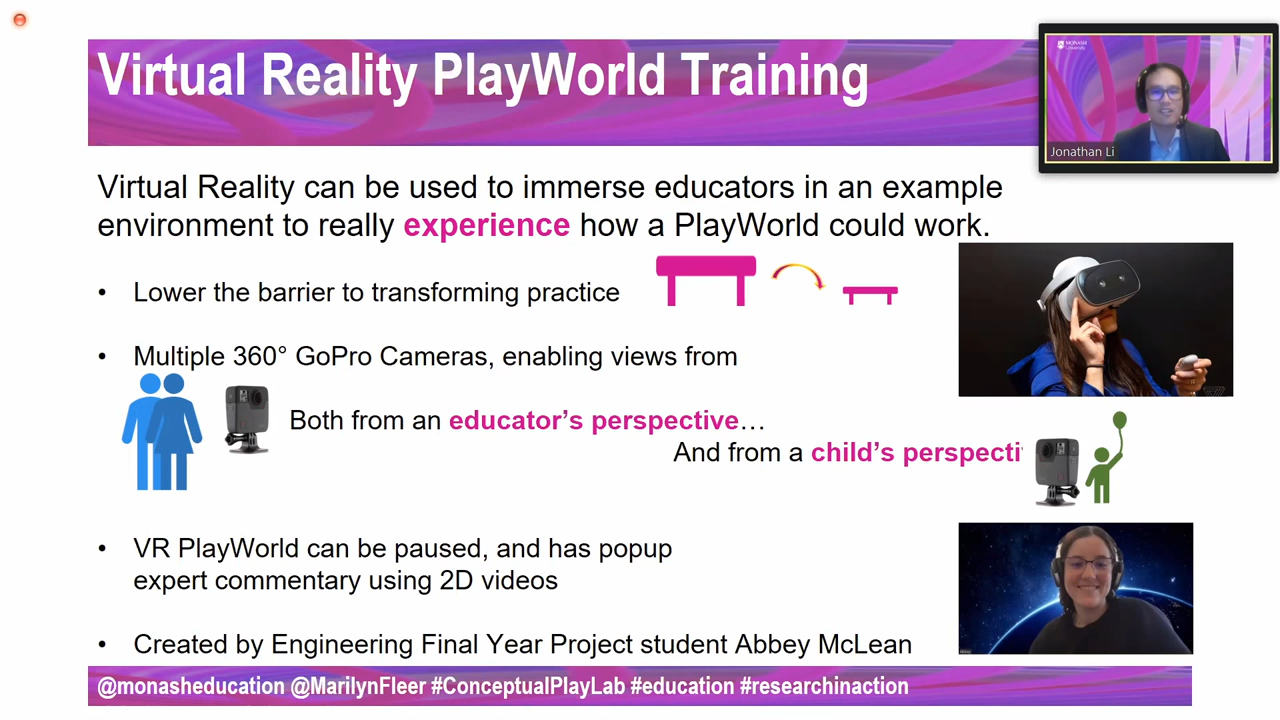 Virtual Reality PlayWorld Training
MONASH
University
Jonathan Li
Virtual Reality can be used to immerse educators in an example
environment to really experience how a PlayWorld could work.
• Lower the barrier to transforming practice
• Multiple 360° GoPro Cameras, enabling views from
Both from an educator’s perspective…
And from a child’s perspecti
• VR PlayWorld can be paused, and has popup
expert commentary using 2D videos
• Created by Engineering Final Year Project student Abbey McLean
@monasheducation @MarilynFleer #ConceptualPlayLab #education #researchinaction